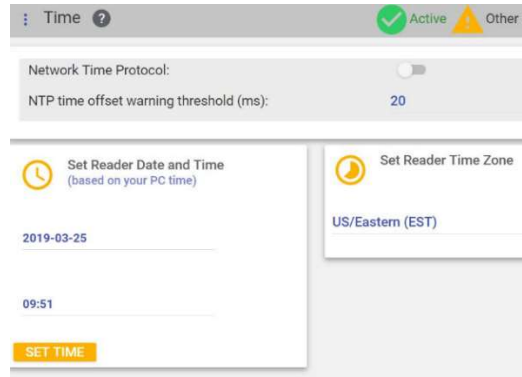 Time ?
Active Other
Network Time Protocol:
NTP time offset warning threshold (ms): 20
Set Reader Date and Time
(based on your PC time)
2019-03-25
09:51
SET TIME
Set Reader Time Zone
US/Eastern (EST)